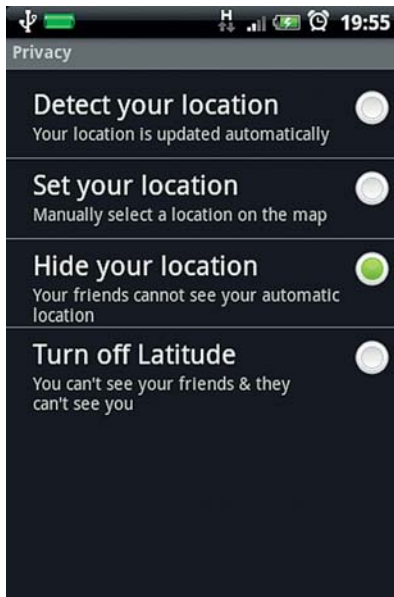 H 19:55
Privacy
Detect your location
Your location is updated automatically
Set your location
Manually select a location on the map
Hide your location
Your friends cannot see your automatic
location
Turn off Latitude
You can't see your friends & they
can't see you